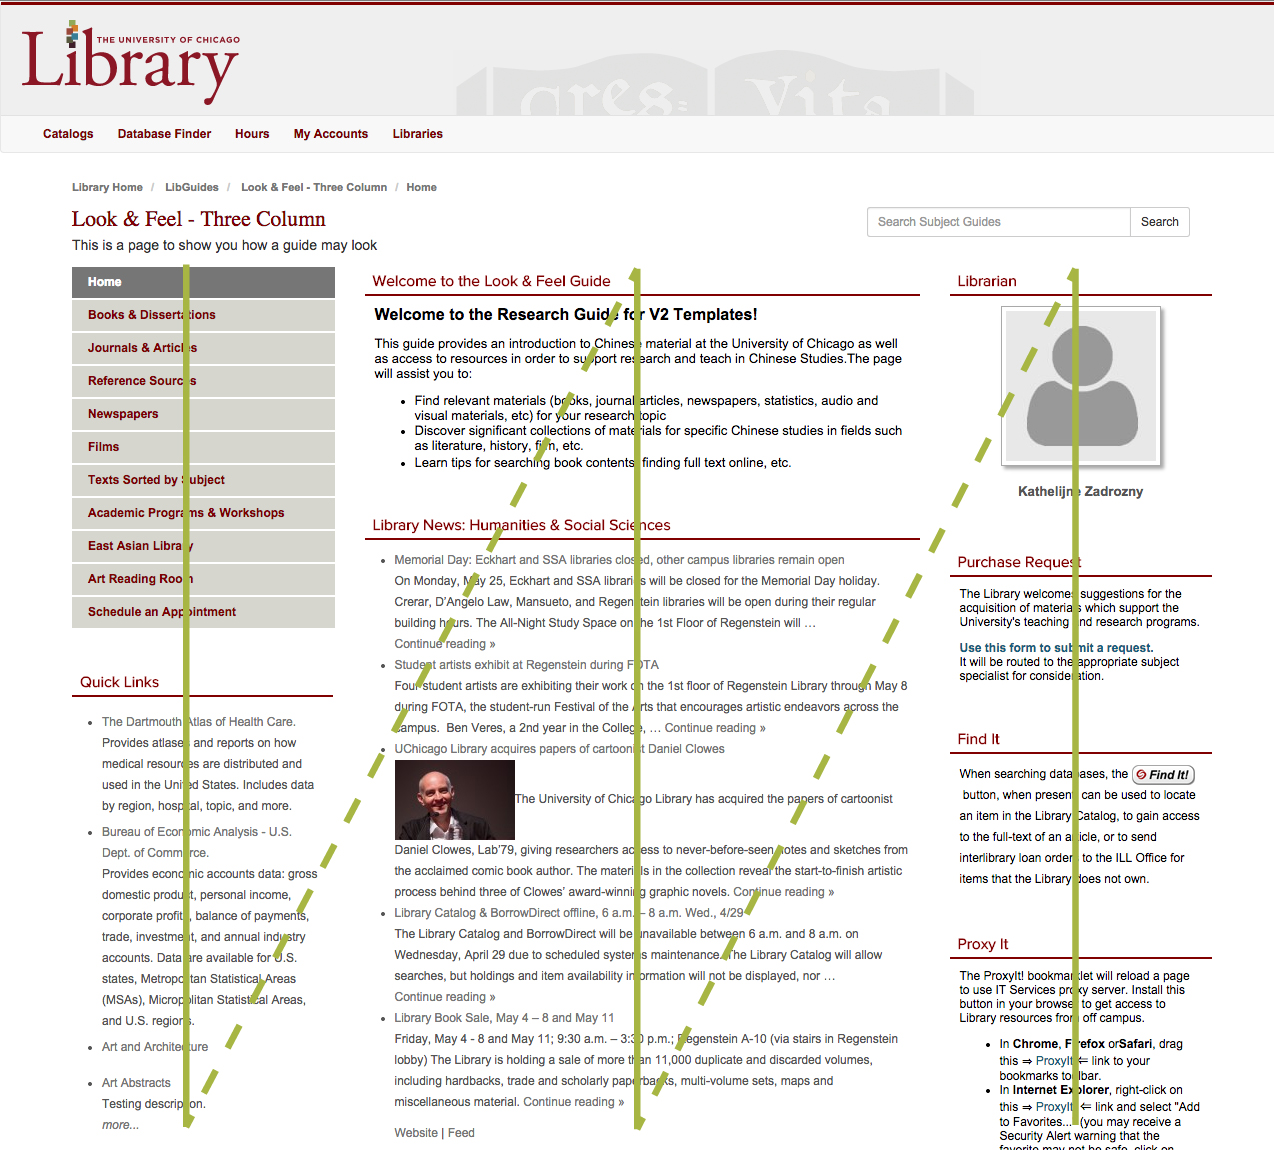 THE UNIVERSITY OF CHICAGO
Library
Cres
Vita
Catalogs Database Finder Hours My Accounts Libraries
Library Home / LibGuides / Look & Feel - Three Column / Home
Look & Feel - Three Column
This is a page to show you how a guide may look
Search Subject Guides Search
Home
Books & Dissertations
Journals & Articles
Reference Sources
Newspapers
Films
Texts Sorted by Subject
Academic Programs & Workshops
East Asian Library
Art Reading Room
Schedule an Appointment
Quick Links
• The Dartmouth Atlas of Health Care.
Provides atlases and reports on how
medical resources are distributed and
used in the United States. Includes data
by region, hospital, topic, and more.
• Bureau of Economic Analysis - U.S.
Dept. of Commerce.
Provides economic accounts data: gross
domestic product, personal income,
corporate profits, balance of payments,
trade, investment, and annual industry
accounts. Data are available for U.S.
states, Metropolitan Statistical Areas
(MSAs), Micropolitan Statistical Areas,
and U.S. regions.
• Art and Architecture
• Art Abstracts
Testing description.
more...
Welcome to the Look & Feel Guide
Welcome to the Research Guide for V2 Templates!
This guide provides an introduction to Chinese material at the University of Chicago as well
as access to resources in order to support research and teach in Chinese Studies.The page
will assist you to:
• Find relevant materials (books, journal articles, newspapers, statistics, audio and
visual materials, etc) for your research topic
• Discover significant collections of materials for specific Chinese studies in fields such
as literature, history, film, etc.
• Learn tips for searching book contents, finding full text online, etc.
Library News: Humanities & Social Sciences
• Memorial Day: Eckhart and SSA libraries closed, other campus libraries remain open
On Monday, May 25, Eckhart and SSA libraries will be closed for the Memorial Day holiday.
Crerar, D'Angelo Law, Mansueto, and Regenstein libraries will be open during their regular
building hours. The All-Night Study Space on the 1st Floor of Regenstein will …
Continue reading »
• Student artists exhibit at Regenstein during FOTA
Four student artists are exhibiting their work on the 1st floor of Regenstein Library through May 8
during FOTA, the student-run Festival of the Arts that encourages artistic endeavors across the
campus. Ben Veres, a 2nd year in the College, … Continue reading »
• UChicago Library acquires papers of cartoonist Daniel Clowes
The University of Chicago Library has acquired the papers of cartoonist
Daniel Clowes, Lab'79, giving researchers access to never-before-seen notes and sketches from
the acclaimed comic book author. The materials in the collection reveal the start-to-finish artistic
process behind three of Clowes' award-winning graphic novels. Continue reading »
• Library Catalog & BorrowDirect offline, 6 a.m. – 8 a.m. Wed., 4/29
The Library Catalog and BorrowDirect will be unavailable between 6 a.m. and 8 a.m. on
Wednesday, April 29 due to scheduled systems maintenance. The Library Catalog will allow
searches, but holdings and item availability information will not be displayed, nor …
Continue reading »
• Library Book Sale, May 4 – 8 and May 11
Friday, May 4 - 8 and May 11; 9:30 a.m. – 3:30 p.m.; Regenstein A-10 (via stairs in Regenstein
lobby) The Library is holding a sale of more than 11,000 duplicate and discarded volumes,
including hardbacks, trade and scholarly paperbacks, multi-volume sets, maps and
miscellaneous material. Continue reading »
Website | Feed
Librarian
Kathelijne Zadrozny
Purchase Request
The Library welcomes suggestions for the
acquisition of materials which support the
University's teaching and research programs.
Use this form to submit a request.
It will be routed to the appropriate subject
specialist for consideration.
Find It
When searching databases, the Find It!
button, when present, can be used to locate
an item in the Library Catalog, to gain access
to the full-text of an article, or to send
interlibrary loan orders to the ILL Office for
items that the Library does not own.
Proxy It
The ProxyIt! bookmarklet will reload a page
to use IT Services proxy server. Install this
button in your browser to get access to
Library resources from off campus.
• In Chrome, Firefox orSafari, drag
this ⇒ ProxyIt! ⇐ link to your
bookmarks toolbar.
• In Internet Explorer, right-click on
this ⇒ ProxyIt! ⇐ link and select "Add
to Favorites..." (you may receive a
Security Alert warning that the
favorite may not be safe, click on